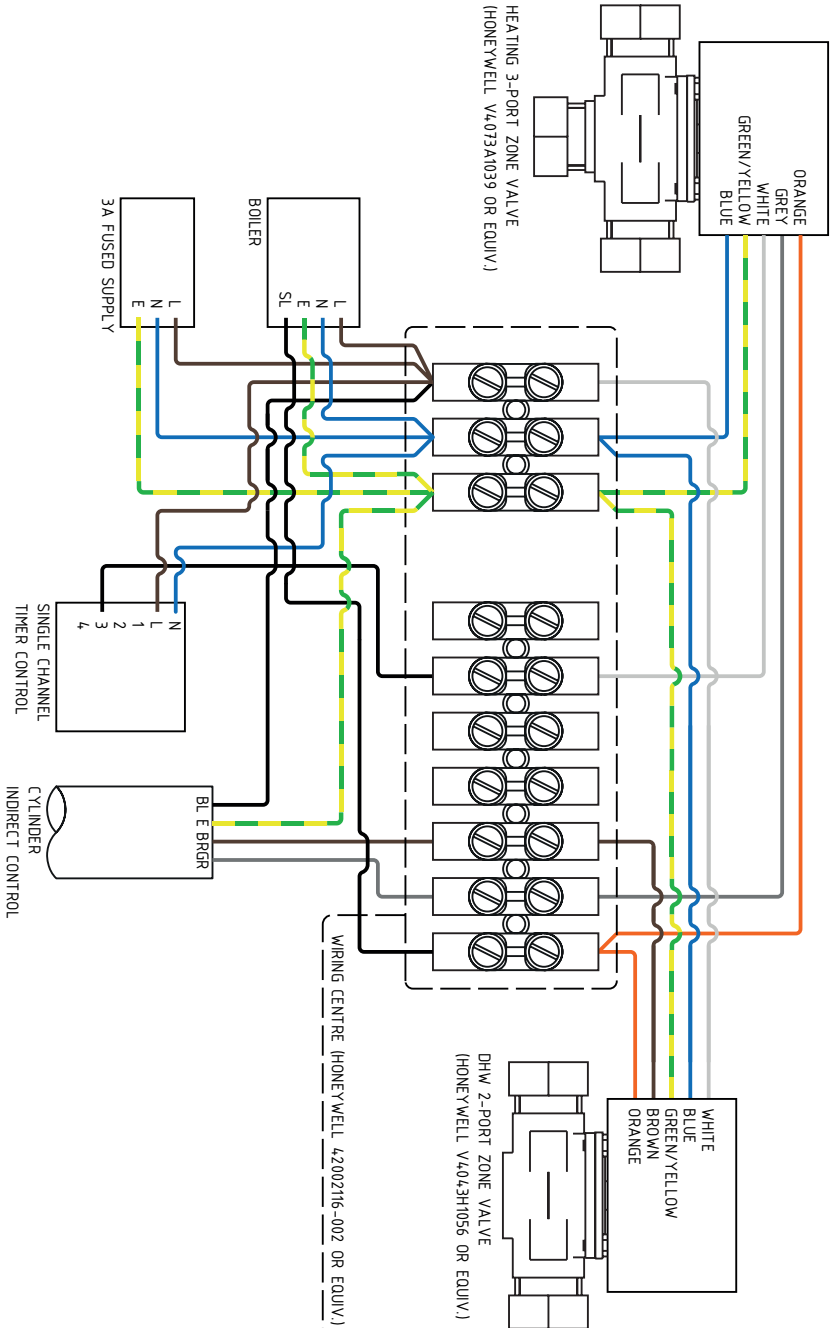 HEATING 3-PORT ZONE VALVE
(HONEYWELL V4073A1039 OR EQUIV.)
ORANGE
GREY
WHITE
GREEN/YELLOW
BLUE
BOILER
L
N
E
SL
3A FUSED SUPPLY
L
N
E
SINGLE CHANNEL
TIMER CONTROL
N
L
1
2
3
4
CYLINDER
INDIRECT CONTROL
BL E BRGR
WIRING CENTRE (HONEYWELL 42002116-002 OR EQUIV.)
DHW 2-PORT ZONE VALVE
(HONEYWELL V4043H1056 OR EQUIV.)
WHITE
BLUE
GREEN/YELLOW
BROWN
ORANGE